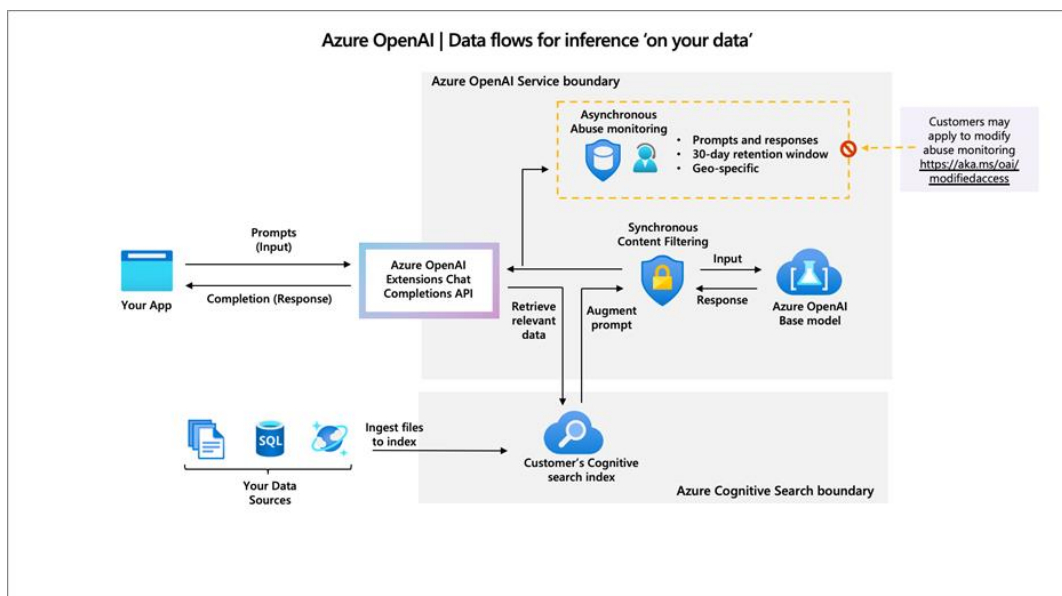 Azure OpenAI | Data flows for inference ‘on your data’
Azure OpenAI Service boundary
Asynchronous
Abuse monitoring
• Prompts and responses
• 30-day retention window
• Geo-specific
Customers may
apply to modify
abuse monitoring
https://aka.ms/oai/
modifiedaccess
Prompts
(Input)
Synchronous
Content Filtering
Input
Your App
Completion (Response)
Azure OpenAI
Extensions Chat
Completions API
Retrieve
relevant
data
Augment
prompt
Response
Azure OpenAI
Base model
SQL
Ingest files
to index
Your Data
Sources
Customer's Cognitive
search index
Azure Cognitive Search boundary